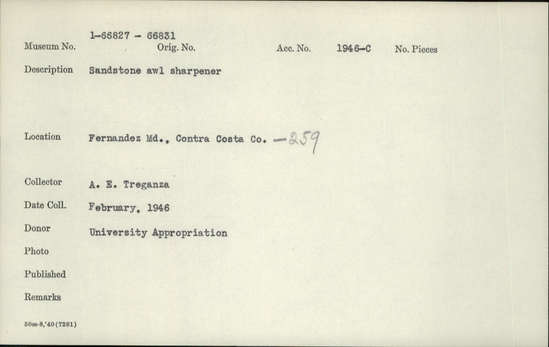 1-66827 - 66831
Museum No. Orig. No. Acc. No. 1946-C No. Pieces
Description Sandstone awl sharpener
Location Fernandez Md., Contra Costa Co. —259
Collector A. E. Treganza
Date Coll. February, 1946
Donor University Appropriation
Photo
Published
Remarks
50m-8,'40(7281)